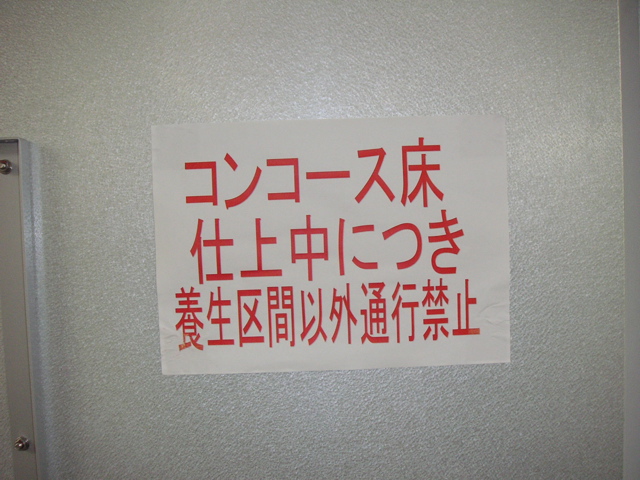 コンコース床
仕上中につき
養生区間以外通行禁止